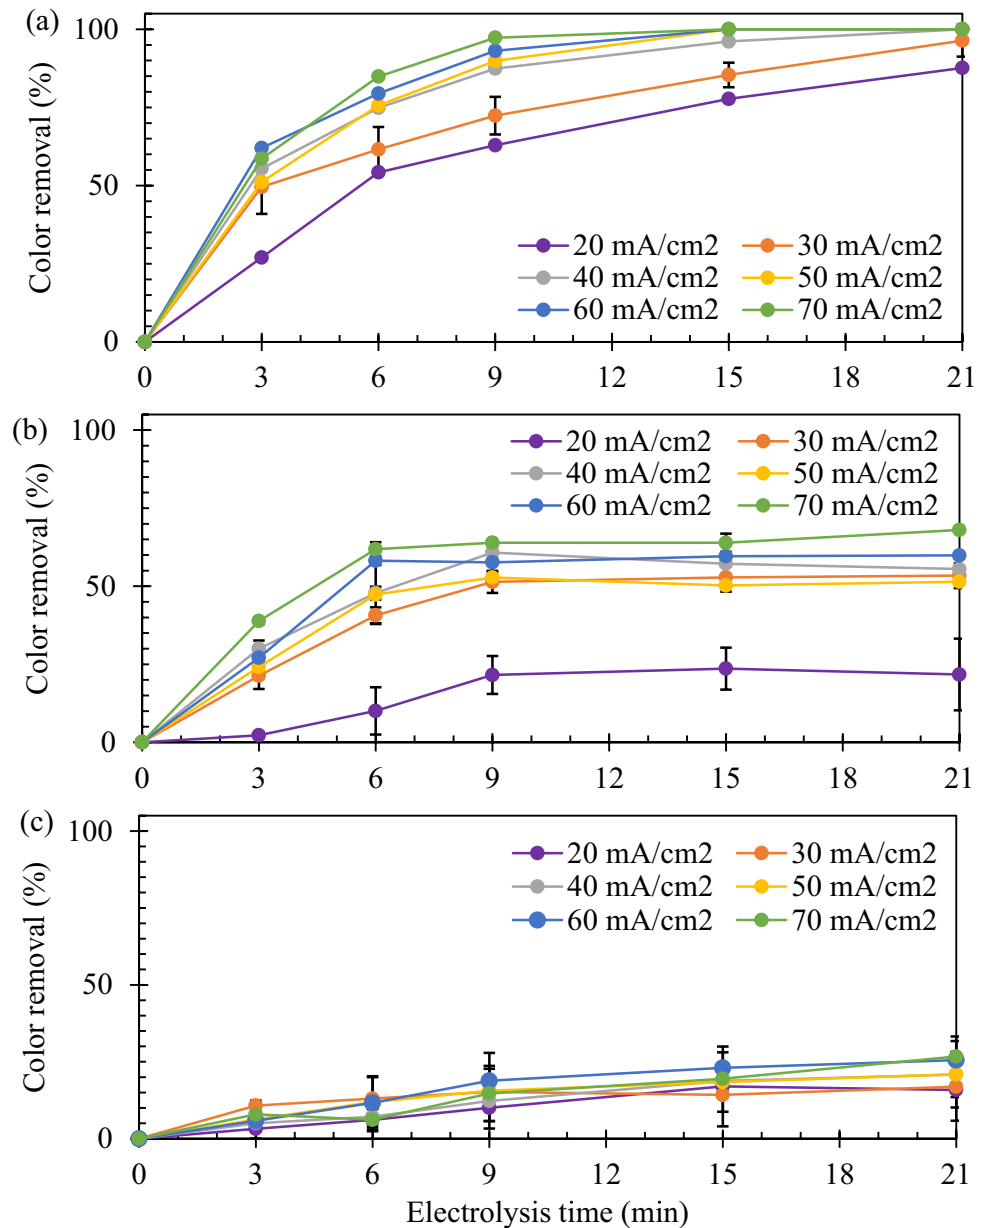 (a)
Color removal (%)
100
50
0
20 mA/cm2 30 mA/cm2
40 mA/cm2 50 mA/cm2
60 mA/cm2 70 mA/cm2
0 3 6 9 12 15 18 21
(b)
Color removal (%)
100
50
0
20 mA/cm2 30 mA/cm2
40 mA/cm2 50 mA/cm2
60 mA/cm2 70 mA/cm2
0 3 6 9 12 15 18 21
(c)
Color removal (%)
100
50
0
20 mA/cm2 30 mA/cm2
40 mA/cm2 50 mA/cm2
60 mA/cm2 70 mA/cm2
0 3 6 9 12 15 18 21
Electrolysis time (min)